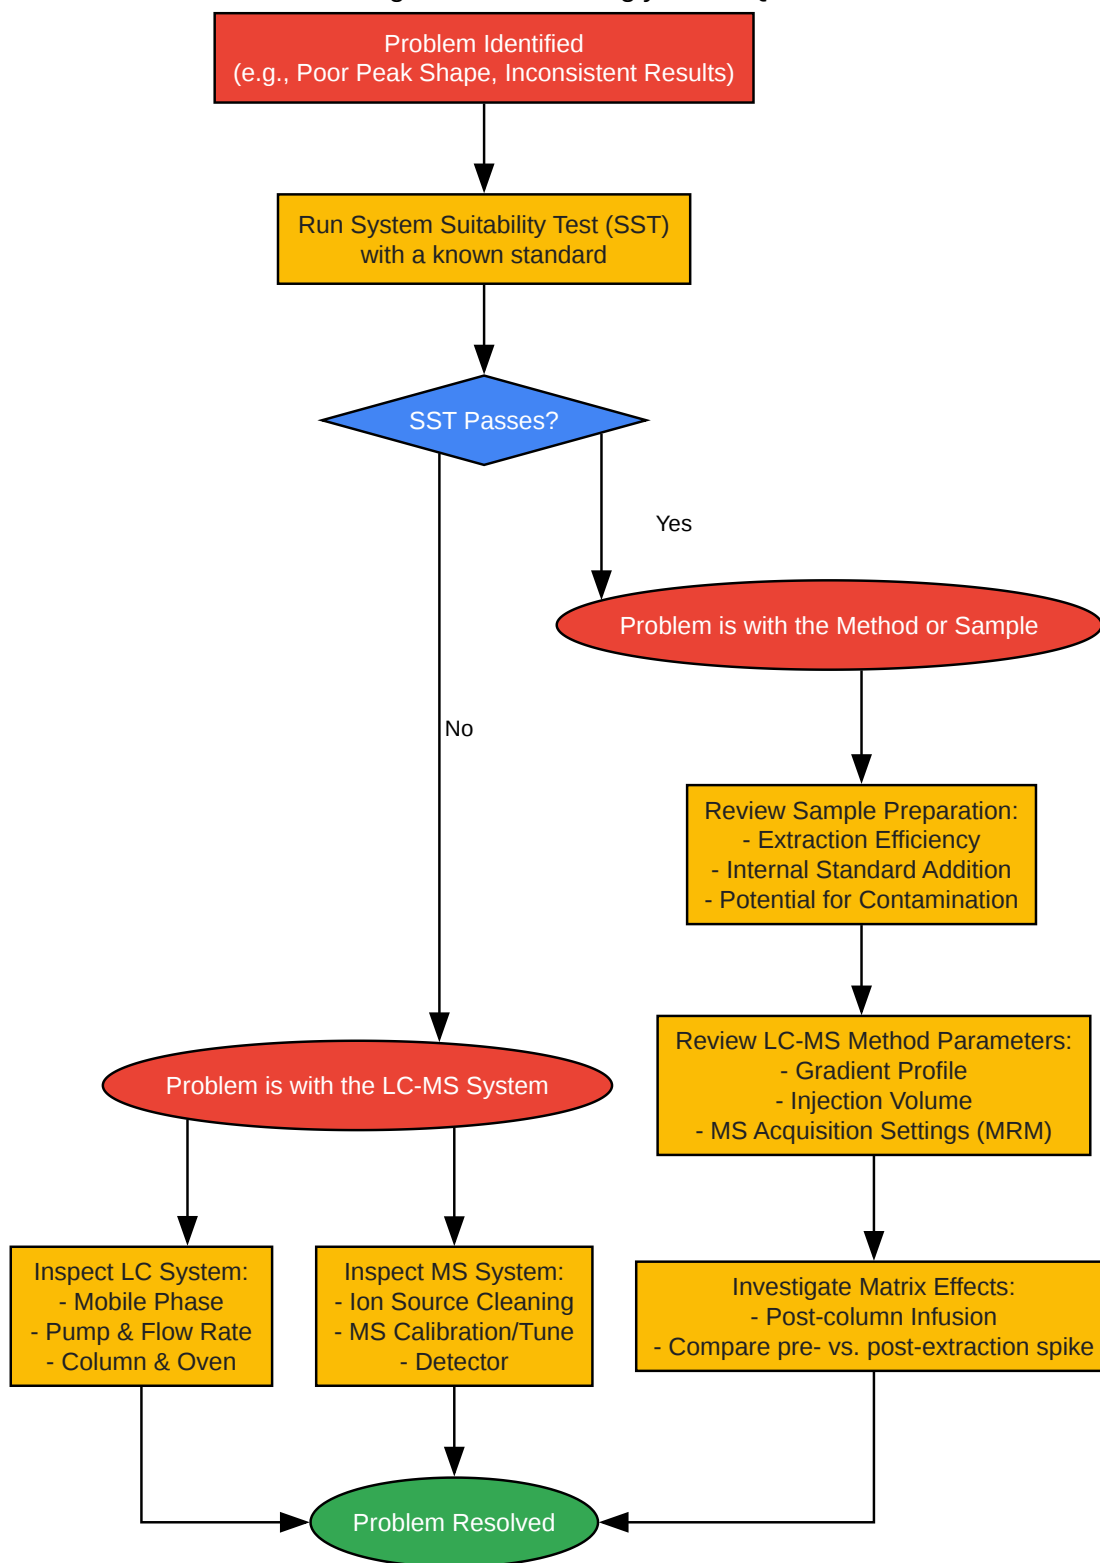 Problem Identified
(e.g., Poor Peak Shape, Inconsistent Results)
Run System Suitability Test (SST)
with a known standard
SST Passes?
Yes
Problem is with the Method or Sample
No
Review Sample Preparation:
- Extraction Efficiency
- Internal Standard Addition
- Potential for Contamination
Review LC-MS Method Parameters:
- Gradient Profile
- Injection Volume
- MS Acquisition Settings (MRM)
Problem is with the LC-MS System
Inspect LC System:
- Mobile Phase
- Pump & Flow Rate
- Column & Oven
Inspect MS System:
- Ion Source Cleaning
- MS Calibration/Tune
- Detector
Investigate Matrix Effects:
- Post-column Infusion
- Compare pre- vs. post-extraction spike
Problem Resolved